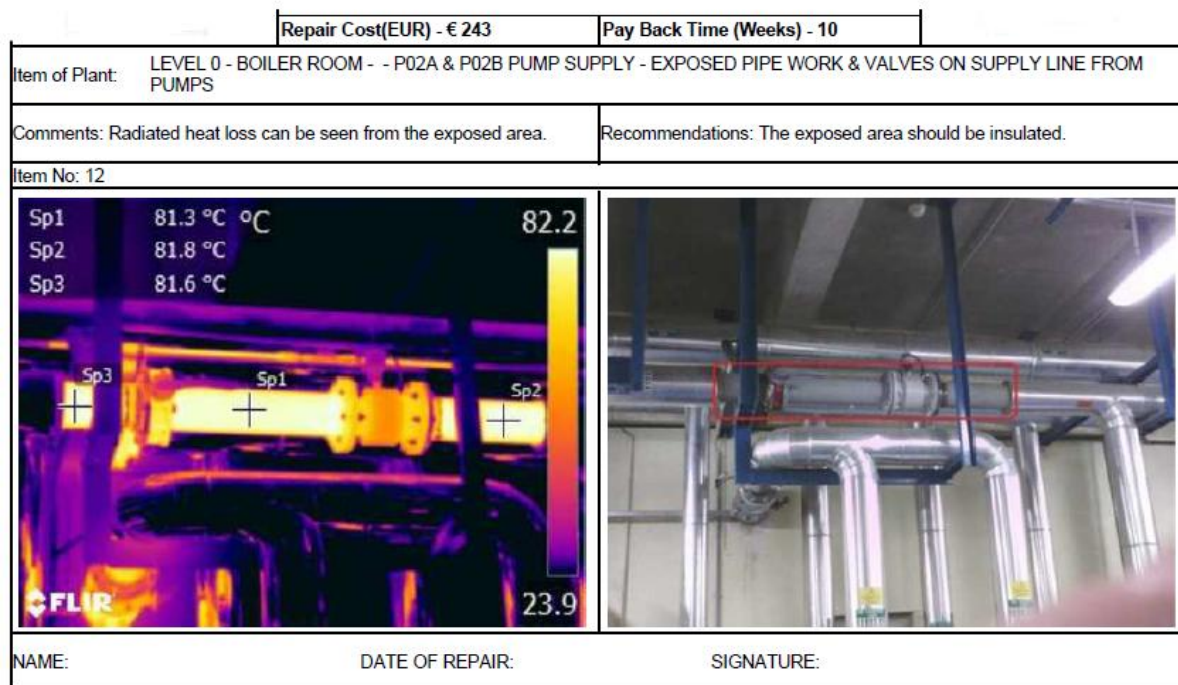 Repair Cost(EUR) - € 243
Pay Back Time (Weeks) - 10
Item of Plant:
LEVEL 0 - BOILER ROOM - - P02A & P02B PUMP SUPPLY - EXPOSED PIPE WORK & VALVES ON SUPPLY LINE FROM
PUMPS
Comments: Radiated heat loss can be seen from the exposed area.
Recommendations: The exposed area should be insulated.
Item No: 12
Sp1 81.3 °C °C
82.2
Sp2 81.8 °C
Sp3 81.6 °C
Sp3
Sp1
Sp2
FLIR
23.9
NAME:
DATE OF REPAIR:
SIGNATURE: